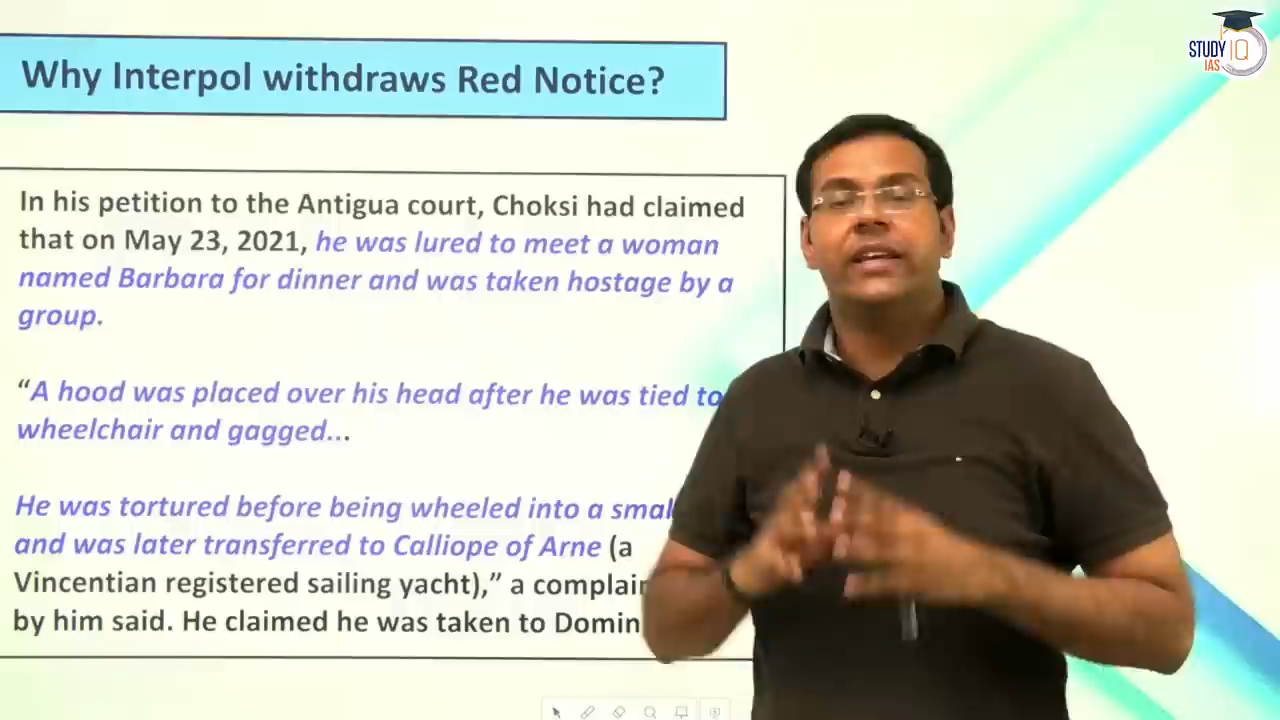 STUDY IQ
IAS
Why Interpol withdraws Red Notice?
In his petition to the Antigua court, Choksi had claimed
that on May 23, 2021, he was lured to meet a woman
named Barbara for dinner and was taken hostage by a
group.
“A hood was placed over his head after he was tied to
wheelchair and gagged...
He was tortured before being wheeled into a
and was later transferred to Calliope of Arne (a
Vincentian registered sailing yacht),” a
by him said. He claimed he was taken to